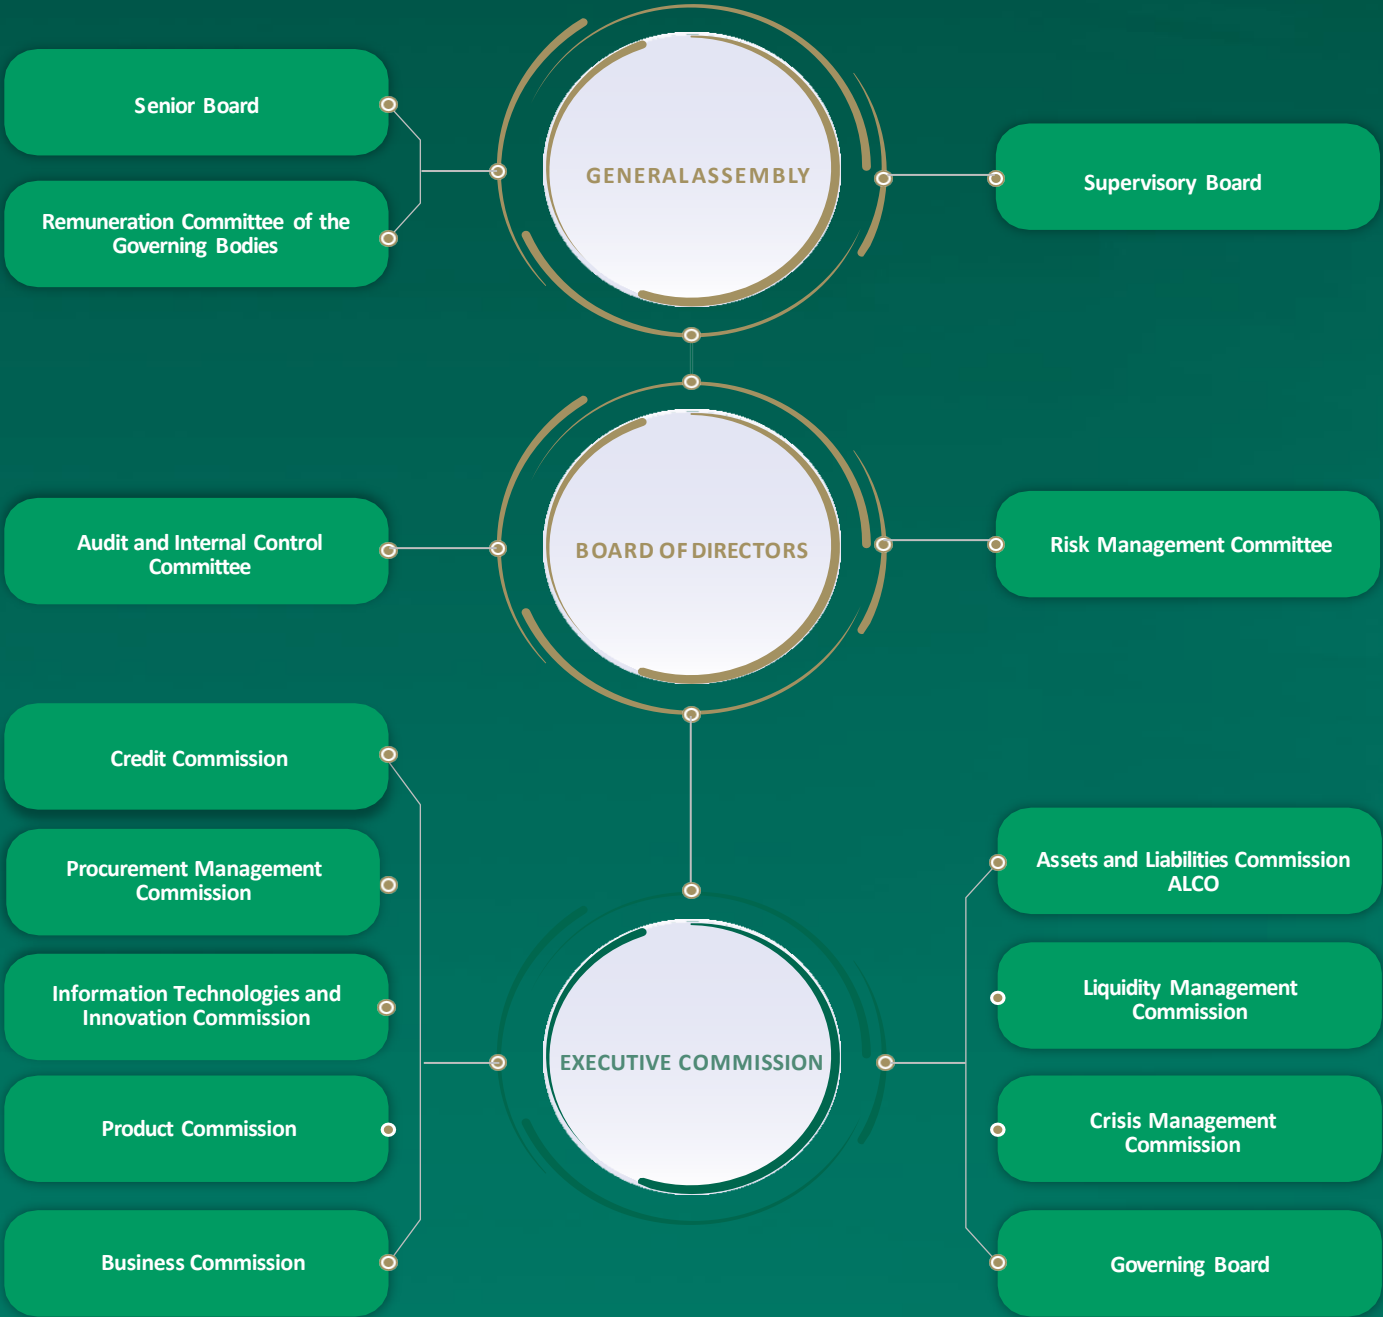 Senior Board
Remuneration Committee of the
Governing Bodies
GENERAL ASSEMBLY
Supervisory Board
Audit and Internal Control
Committee
BOARD OF DIRECTORS
Risk Management Committee
Credit Commission
Procurement Management
Commission
Information Technologies and
Innovation Commission
Product Commission
Business Commission
EXECUTIVE COMMISSION
Assets and Liabilities Commission
ALCO
Liquidity Management
Commission
Crisis Management
Commission
Governing Board